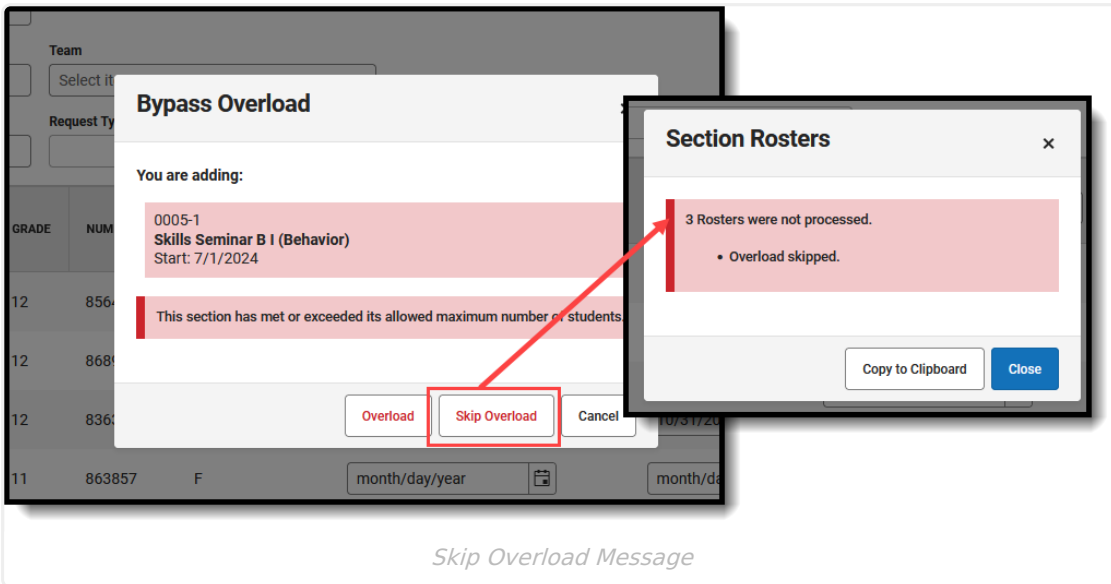 Team
Select it
Request Ty
GRADE
NUM
12
8564
12
8689
12
8363
11
863857
F
month/day/year
month/da
10/31/20
Bypass Overload
You are adding:
0005-1
Skills Seminar B I (Behavior)
Start: 7/1/2024
This section has met or exceeded its allowed maximum number of students.
Overload
Skip Overload
Cancel
Section Rosters
×
3 Rosters were not processed.
• Overload skipped.
Copy to Clipboard
Close
Skip Overload Message